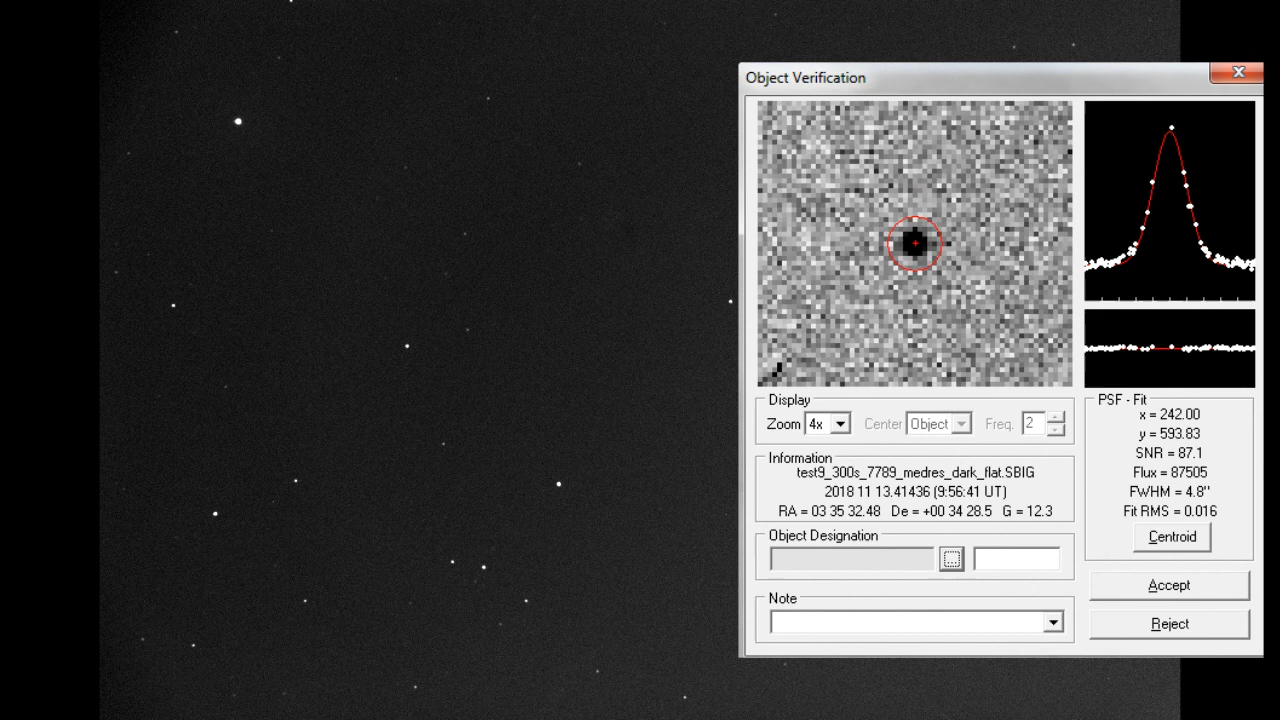 Object Verification
Display
Zoom 4x Center Object Freq. 2
Information
test9_300s_7789_medres_dark_flat.SBIG
2018 11 13.41436 (9:56:41 UT)
RA = 03 35 32.48 De = +00 34 28.5 G = 12.3
Object Designation
...
Note
PSF - Fit
x = 242.00
y = 593.83
SNR = 87.1
Flux = 87505
FWHM = 4.8''
Fit RMS = 0.016
Centroid
Accept
Reject